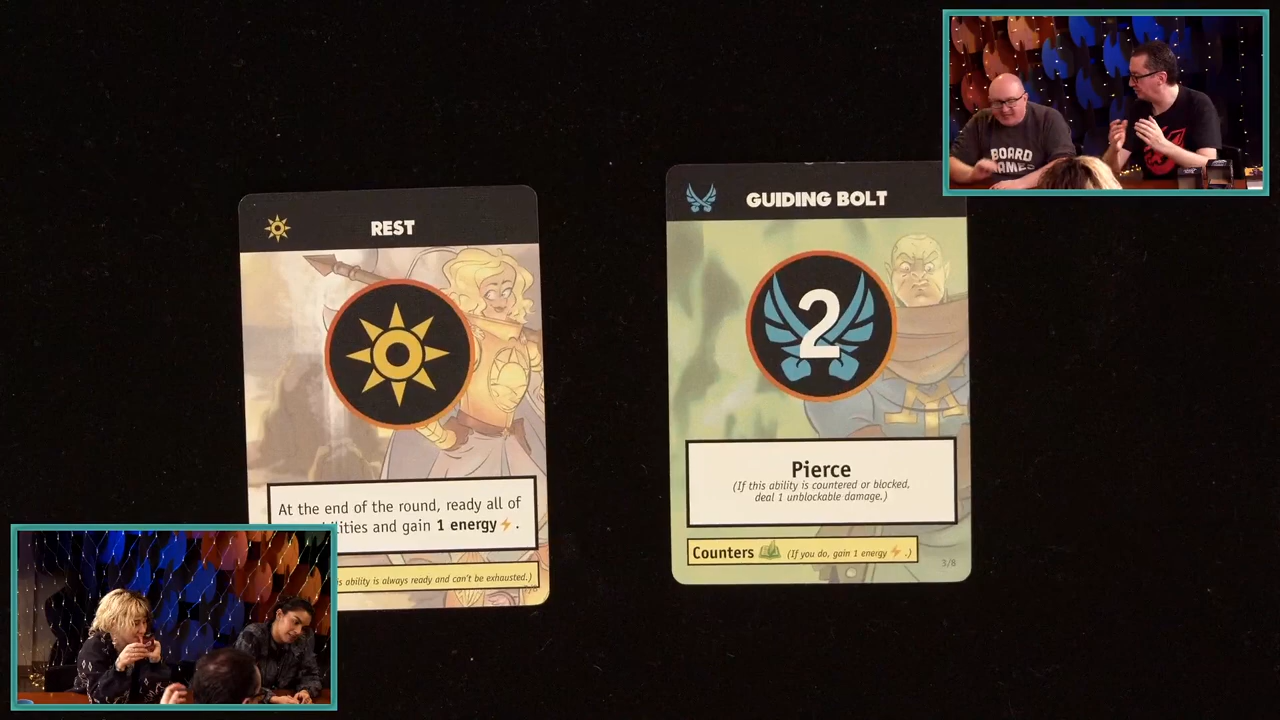 REST
At the end of the round, ready all of
and gain 1 energy .
ability is always ready and can't be exhausted.)
GUIDING BOLT
2
Pierce
(If this ability is countered or blocked,
deal 1 unblockable damage.)
Counters (If you do, gain 1 energy .)
3/8
BOARD
GAMES